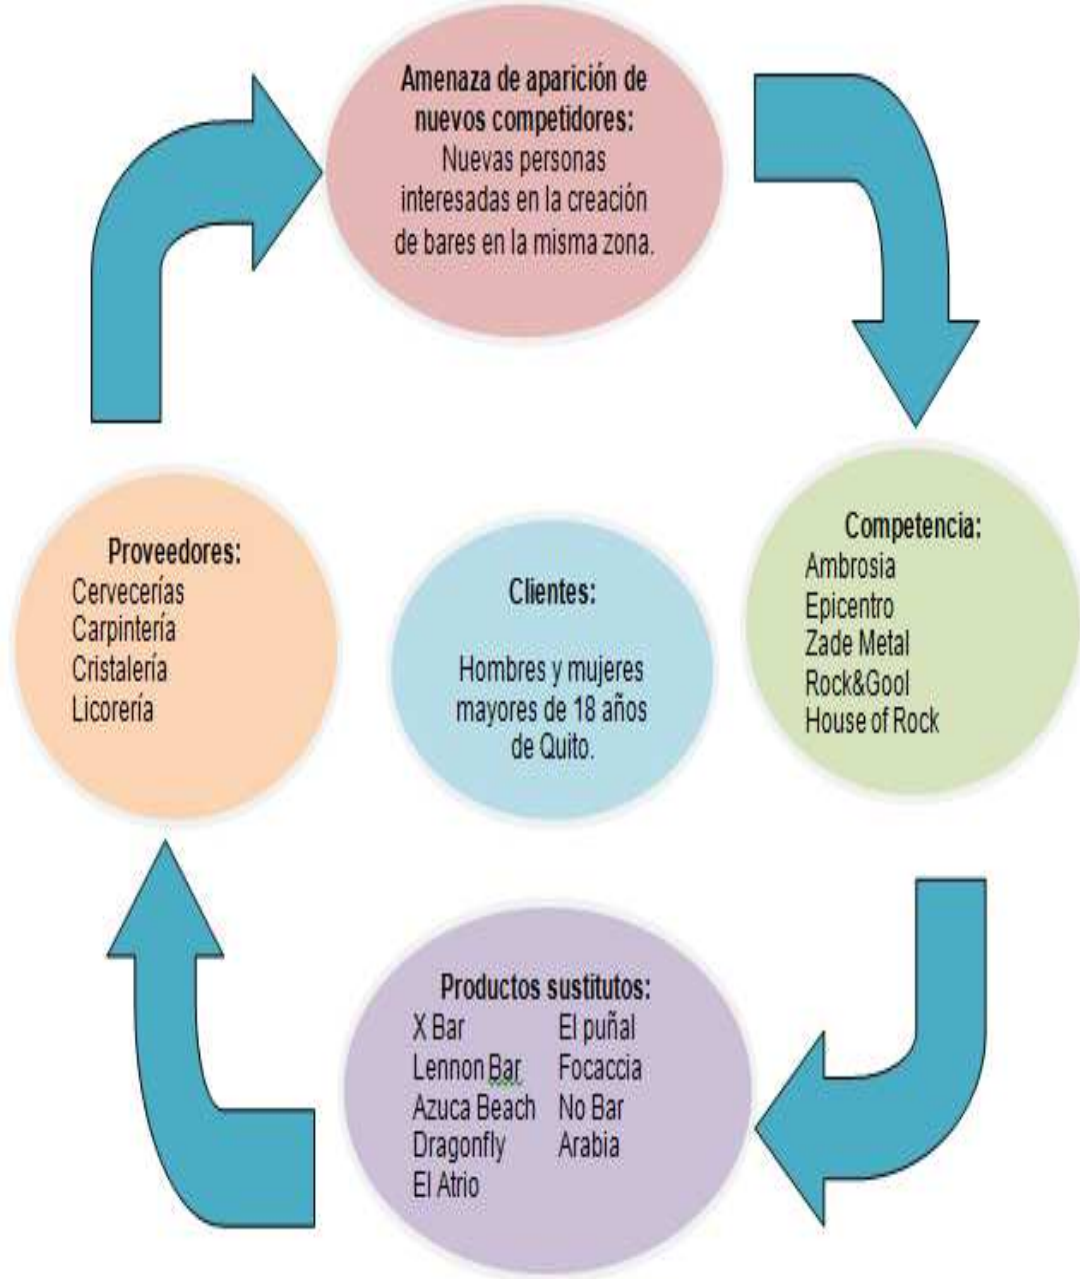 Amenaza de aparición de
nuevos competidores:
Nuevas personas
interesadas en la creación
de bares en la misma zona.
Proveedores:
Cervecerías
Carpintería
Cristalería
Licorería
Clientes:
Hombres y mujeres
mayores de 18 años
de Quito.
Competencia:
Ambrosia
Epicentro
Zade Metal
Rock&Gool
House of Rock
Productos sustitutos:
X Bar El puñal
Lennon Bar Focaccia
Azuca Beach No Bar
Dragonfly Arabia
El Atrio